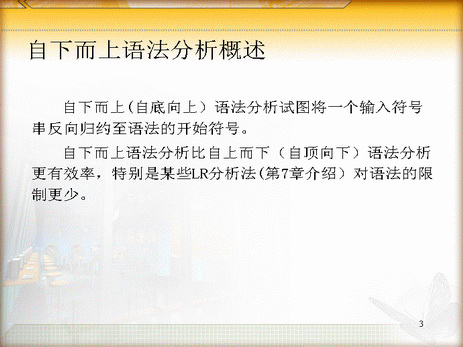 自下而上语法分析概述
自下而上(自底向上）语法分析试图将一个输入符号
串反向归约至语法的开始符号。
自下而上语法分析比自上而下（自顶向下）语法分析
更有效率，特别是某些LR分析法(第7章介绍）对语法的限
制更少。
3